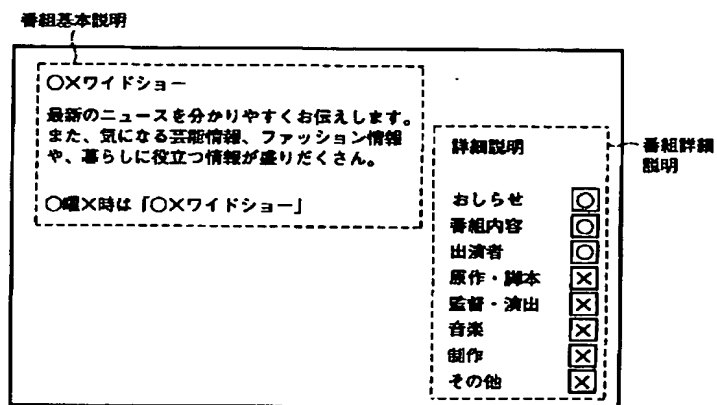 番組基本説明
○×ワイドショー
最新のニュースを分かりやすくお伝えします。
また、気になる芸能情報、ファッション情報
や、暮らしに役立つ情報が盛りだくさん。
○曜×時は「○×ワイドショー」
詳細説明
番組詳細
説明
おしらせ ○
番組内容 ○
出演者 ○
原作・脚本 ×
監督・演出 ×
音楽 ×
制作 ×
その他 ×